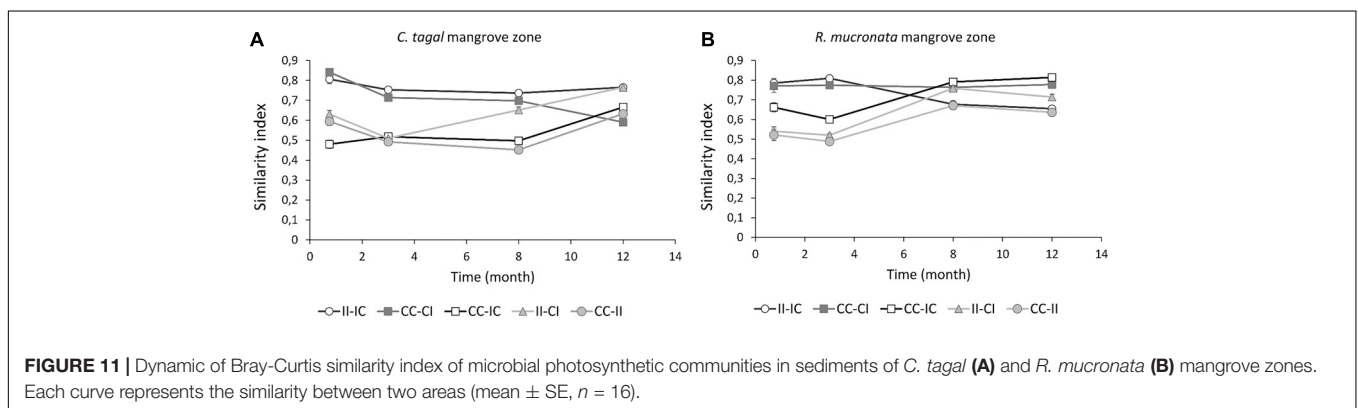 A
C. tagal mangrove zone
0,9
0,8
0,7
0,6
0,5
0,4
0,3
0,2
0,1
0
Similarity index
0 2 4 6 8 10 12 14
Time (month)
II-IC CC-CI CC-IC II-CI CC-II
B
R. mucronata mangrove zone
0,9
0,8
0,7
0,6
0,5
0,4
0,3
0,2
0,1
0
Similarity index
0 2 4 6 8 10 12 14
Time (month)
II-IC CC-CI CC-IC II-CI CC-II
FIGURE 11 | Dynamic of Bray-Curtis similarity index of microbial photosynthetic communities in sediments of C. tagal (A) and R. mucronata (B) mangrove zones.
Each curve represents the similarity between two areas (mean ± SE, n = 16).